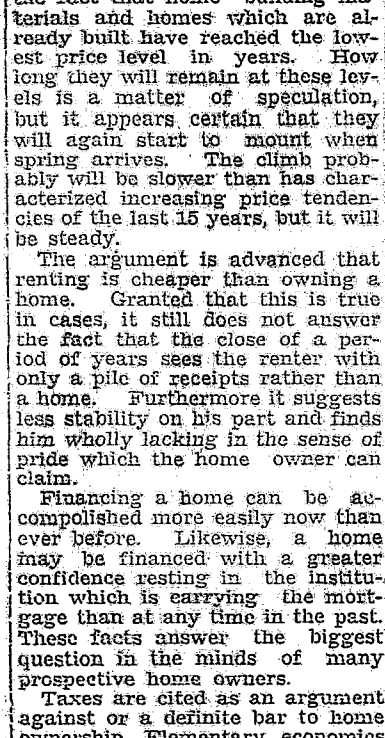 the fact that home building ma-
terials and homes which are al-
ready built have reached the low-
est price level in years. How
long they will remain at these lev-
els is a matter of speculation,
but it appears certain that they
will again start to mount when
spring arrives. The climb prob-
ably will be slower than has char-
acterized increasing price tenden-
cies of the last 15 years, but it will
be steady.
The argument is advanced that
renting is cheaper than owning a
home. Granted that this is true
in cases, it still does not answer
the fact that the close of a per-
iod of years sees the renter with
only a pile of receipts rather than
a home. Furthermore it suggests
less stability on his part and finds
him wholly lacking in the sense of
pride which the home owner can
claim.
Financing a home can be ac-
compolished more easily now than
ever before. Likewise, a home
may be financed with a greater
confidence resting in the institu-
tion which is carrying the mort-
gage than at any time in the past.
These facts answer the biggest
question in the minds of many
prospective home owners.
Taxes are cited as an argument
against or a definite bar to home
ownership. Elementary economics